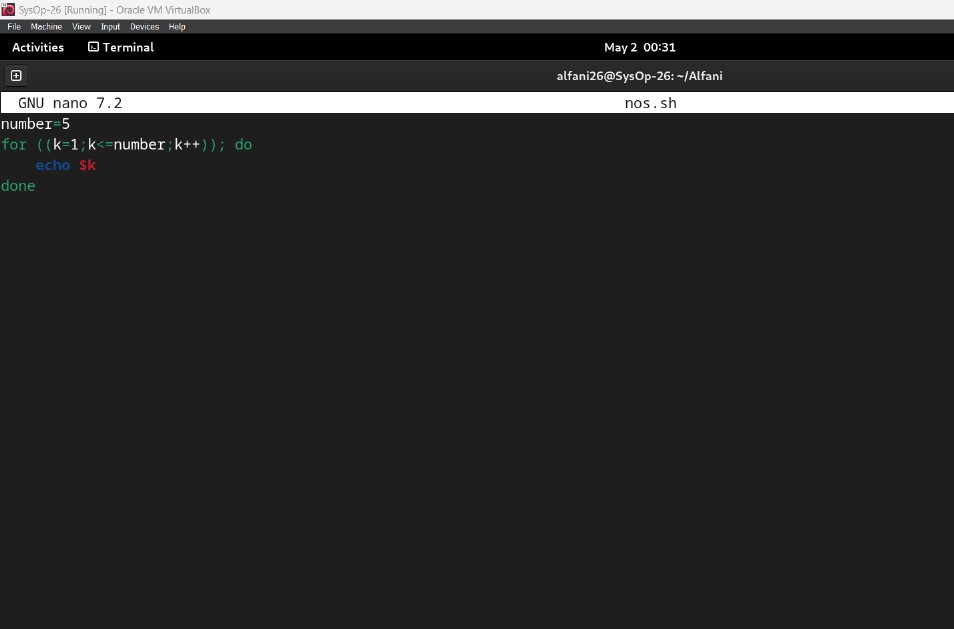 SysOp-26 [Running] - Oracle VM VirtualBox
File Machine View Input Devices Help
Activities Terminal May 2 00:31
alfani26@SysOp-26: ~/Alfani
GNU nano 7.2 nos.sh
number=5
for ((k=1;k<=number;k++)); do
    echo $k
done